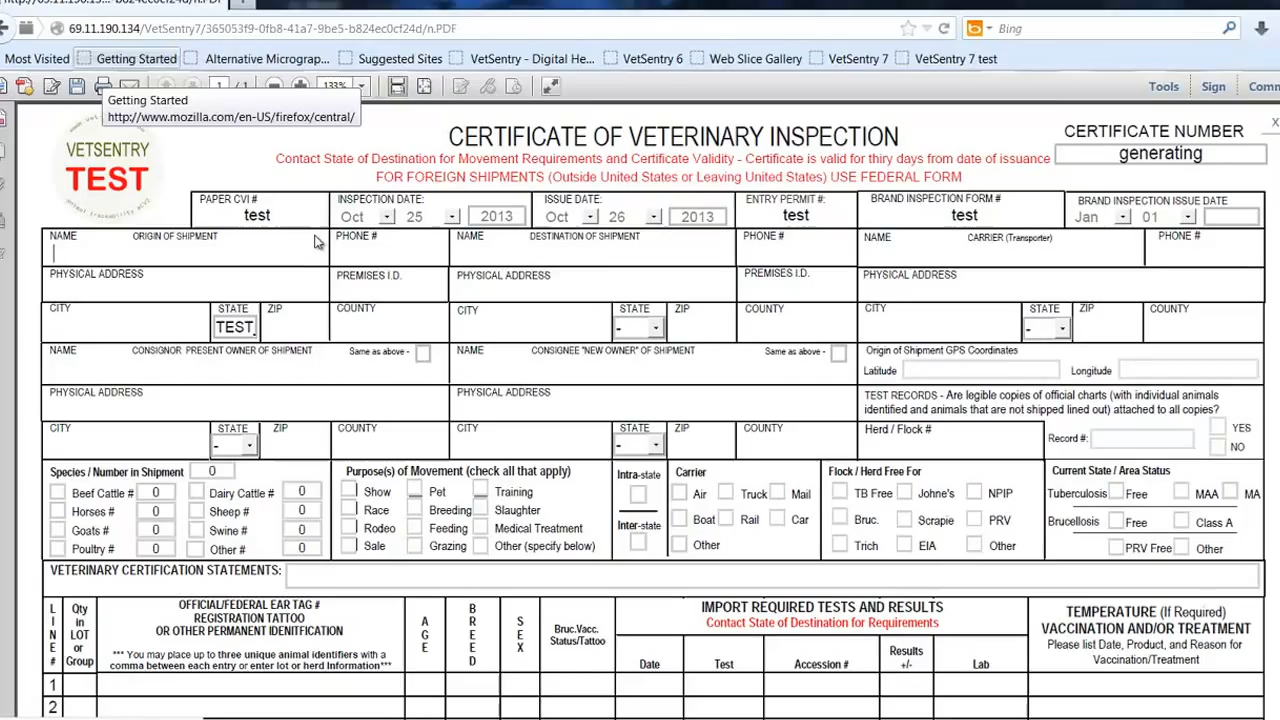 69.11.190.134/VetSentry7/365053f9-0fb8-41a7-9be5-b824ec0cf24d/n.PDF
Bing
Most Visited Getting Started Alternative Micrograp... Suggested Sites VetSentry - Digital He... VetSentry 6 Web Slice Gallery VetSentry 7 VetSentry 7 test
1 / 1 133% Tools Sign Comm
Getting Started
http://www.mozilla.com/en-US/firefox/central/
VETSENTRY
TEST
CERTIFICATE OF VETERINARY INSPECTION
Contact State of Destination for Movement Requirements and Certificate Validity - Certificate is valid for thiry days from date of issuance
FOR FOREIGN SHIPMENTS (Outside United States or Leaving United States) USE FEDERAL FORM
CERTIFICATE NUMBER
generating
PAPER CVI # INSPECTION DATE: ISSUE DATE: ENTRY PERMIT #: BRAND INSPECTION FORM # BRAND INSPECTION ISSUE DATE
test Oct 25 2013 Oct 26 2013 test test Jan 01
NAME ORIGIN OF SHIPMENT PHONE # NAME DESTINATION OF SHIPMENT PHONE # NAME CARRIER (Transporter) PHONE #
PHYSICAL ADDRESS PREMISES I.D. PHYSICAL ADDRESS PREMISES I.D. PHYSICAL ADDRESS
CITY STATE ZIP COUNTY CITY STATE ZIP COUNTY CITY STATE ZIP COUNTY
TEST - -
NAME CONSIGNOR PRESENT OWNER OF SHIPMENT Same as above - NAME CONSIGNEE "NEW OWNER" OF SHIPMENT Same as above - Origin of Shipment GPS Coordinates
Latitude Longitude
PHYSICAL ADDRESS PHYSICAL ADDRESS TEST RECORDS - Are legible copies of official charts (with individual animals
identified and animals that are not shipped lined out) attached to all copies?
CITY STATE ZIP COUNTY CITY STATE ZIP COUNTY Herd / Flock # Record #: YES
- - NO
Species / Number in Shipment 0 Purpose(s) of Movement (check all that apply) Intra-state Carrier Flock / Herd Free For Current State / Area Status
Beef Cattle # 0 Dairy Cattle # 0 Show Pet Training Air Truck Mail TB Free Johne's NPIP Tuberculosis Free MAA MA
Horses # 0 Sheep # 0 Race Breeding Slaughter Inter-state Boat Rail Car Bruc. Scrapie PRV Brucellosis Free Class A
Goats # 0 Swine # 0 Rodeo Feeding Medical Treatment
Poultry # 0 Other # 0 Sale Grazing Other (specify below) Other Trich EIA Other PRV Free Other
VETERINARY CERTIFICATION STATEMENTS:
LINE#
Qty in LOT or Group
OFFICIAL/FEDERAL EAR TAG #
REGISTRATION TATTOO
OR OTHER PERMANENT IDENITIFCATION
*** You may place up to three unique animal identifiers with a
comma between each entry or enter lot or herd Information***
AGE
BREED
SEX
Bruc.Vacc.
Status/Tattoo
IMPORT REQUIRED TESTS AND RESULTS
Contact State of Destination for Requirements
Date Test Accession # Results +/- Lab
TEMPERATURE (If Required)
VACCINATION AND/OR TREATMENT
Please list Date, Product, and Reason for
Vaccination/Treatment
1
2